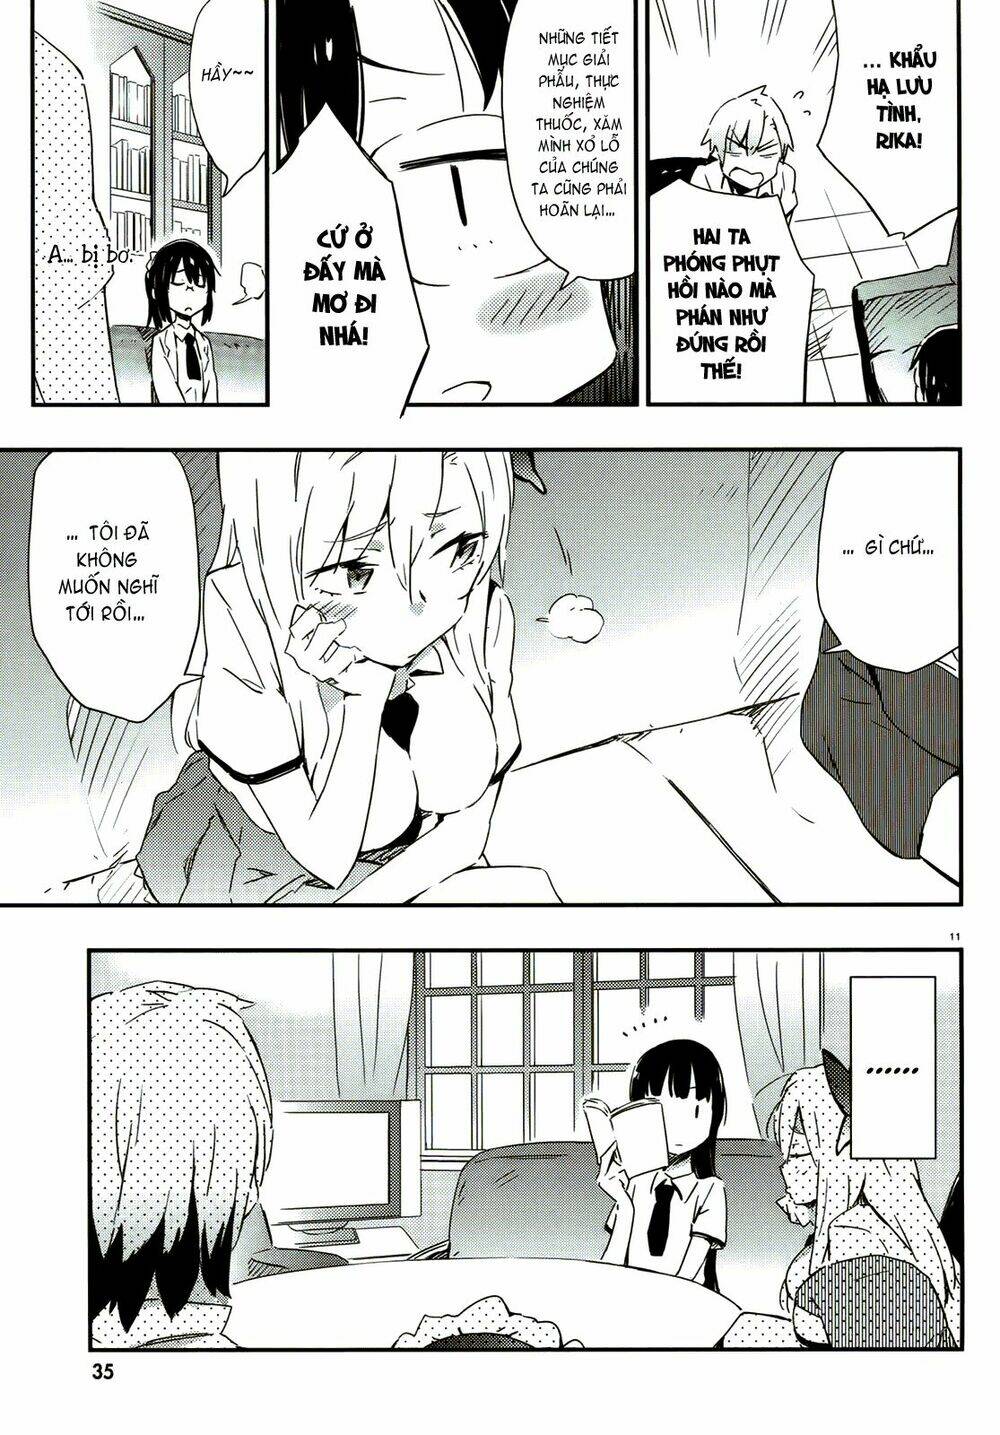 ... KHẨU
HẠ LƯU
TÌNH,
RIKA!
HAI TA
PHÓNG PHỤT
HỒI NÀO MÀ
PHÁN NHƯ
ĐÚNG RỒI
THẾ!
NHỮNG TIẾT
MỤC GIẢI
PHẪU, THỰC
NGHIỆM
THUỐC, XĂM
MÌNH XỎ LỖ
CỦA CHÚNG
TA CŨNG PHẢI
HOÃN LẠI...
CỨ Ở
ĐẤY MÀ
MƠ ĐI
NHÁ!
HẦY~~
A... bị bơ.
... GÌ CHỨ...
... TÔI ĐÃ
KHÔNG
MUỐN NGHĨ
TỚI RỒI...
11
......
35